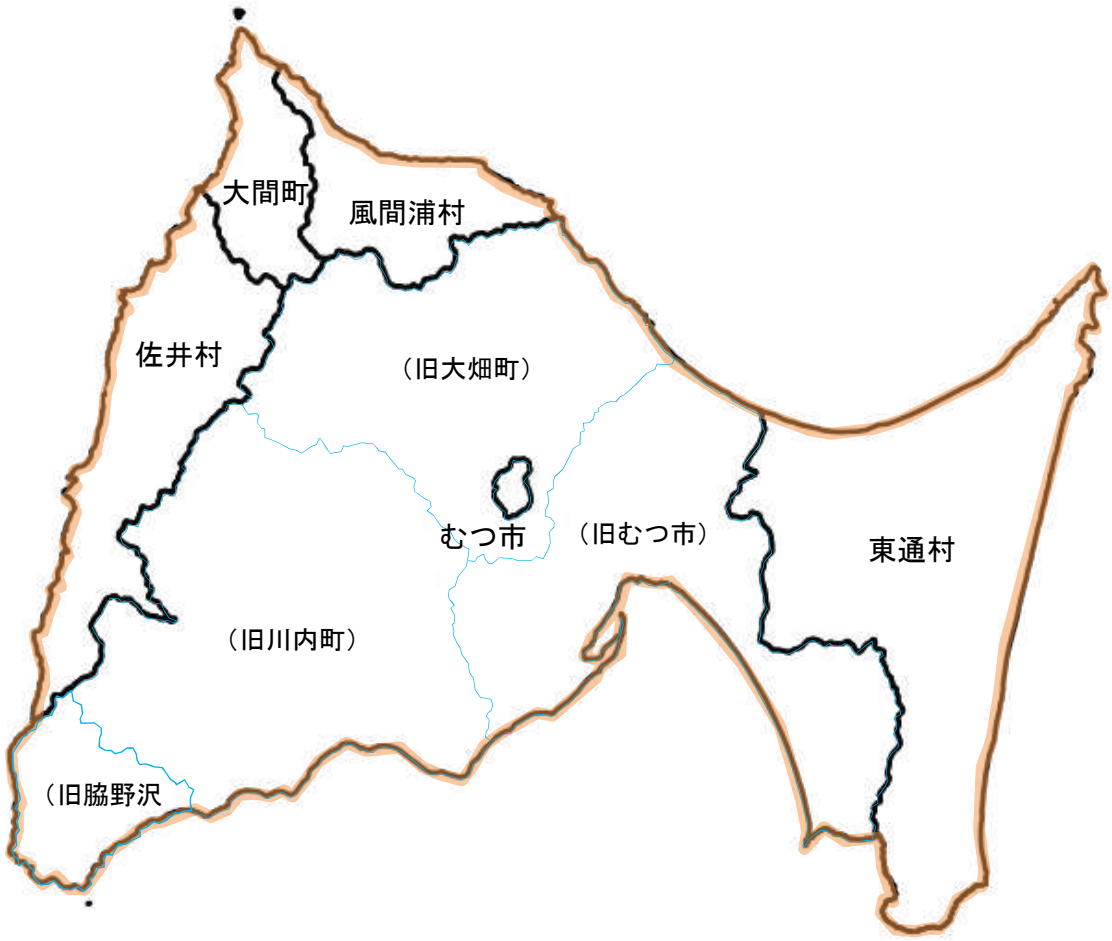 大間町
風間浦村
佐井村
（旧大畑町）
むつ市
（旧むつ市）
東通村
（旧川内町）
（旧脇野沢